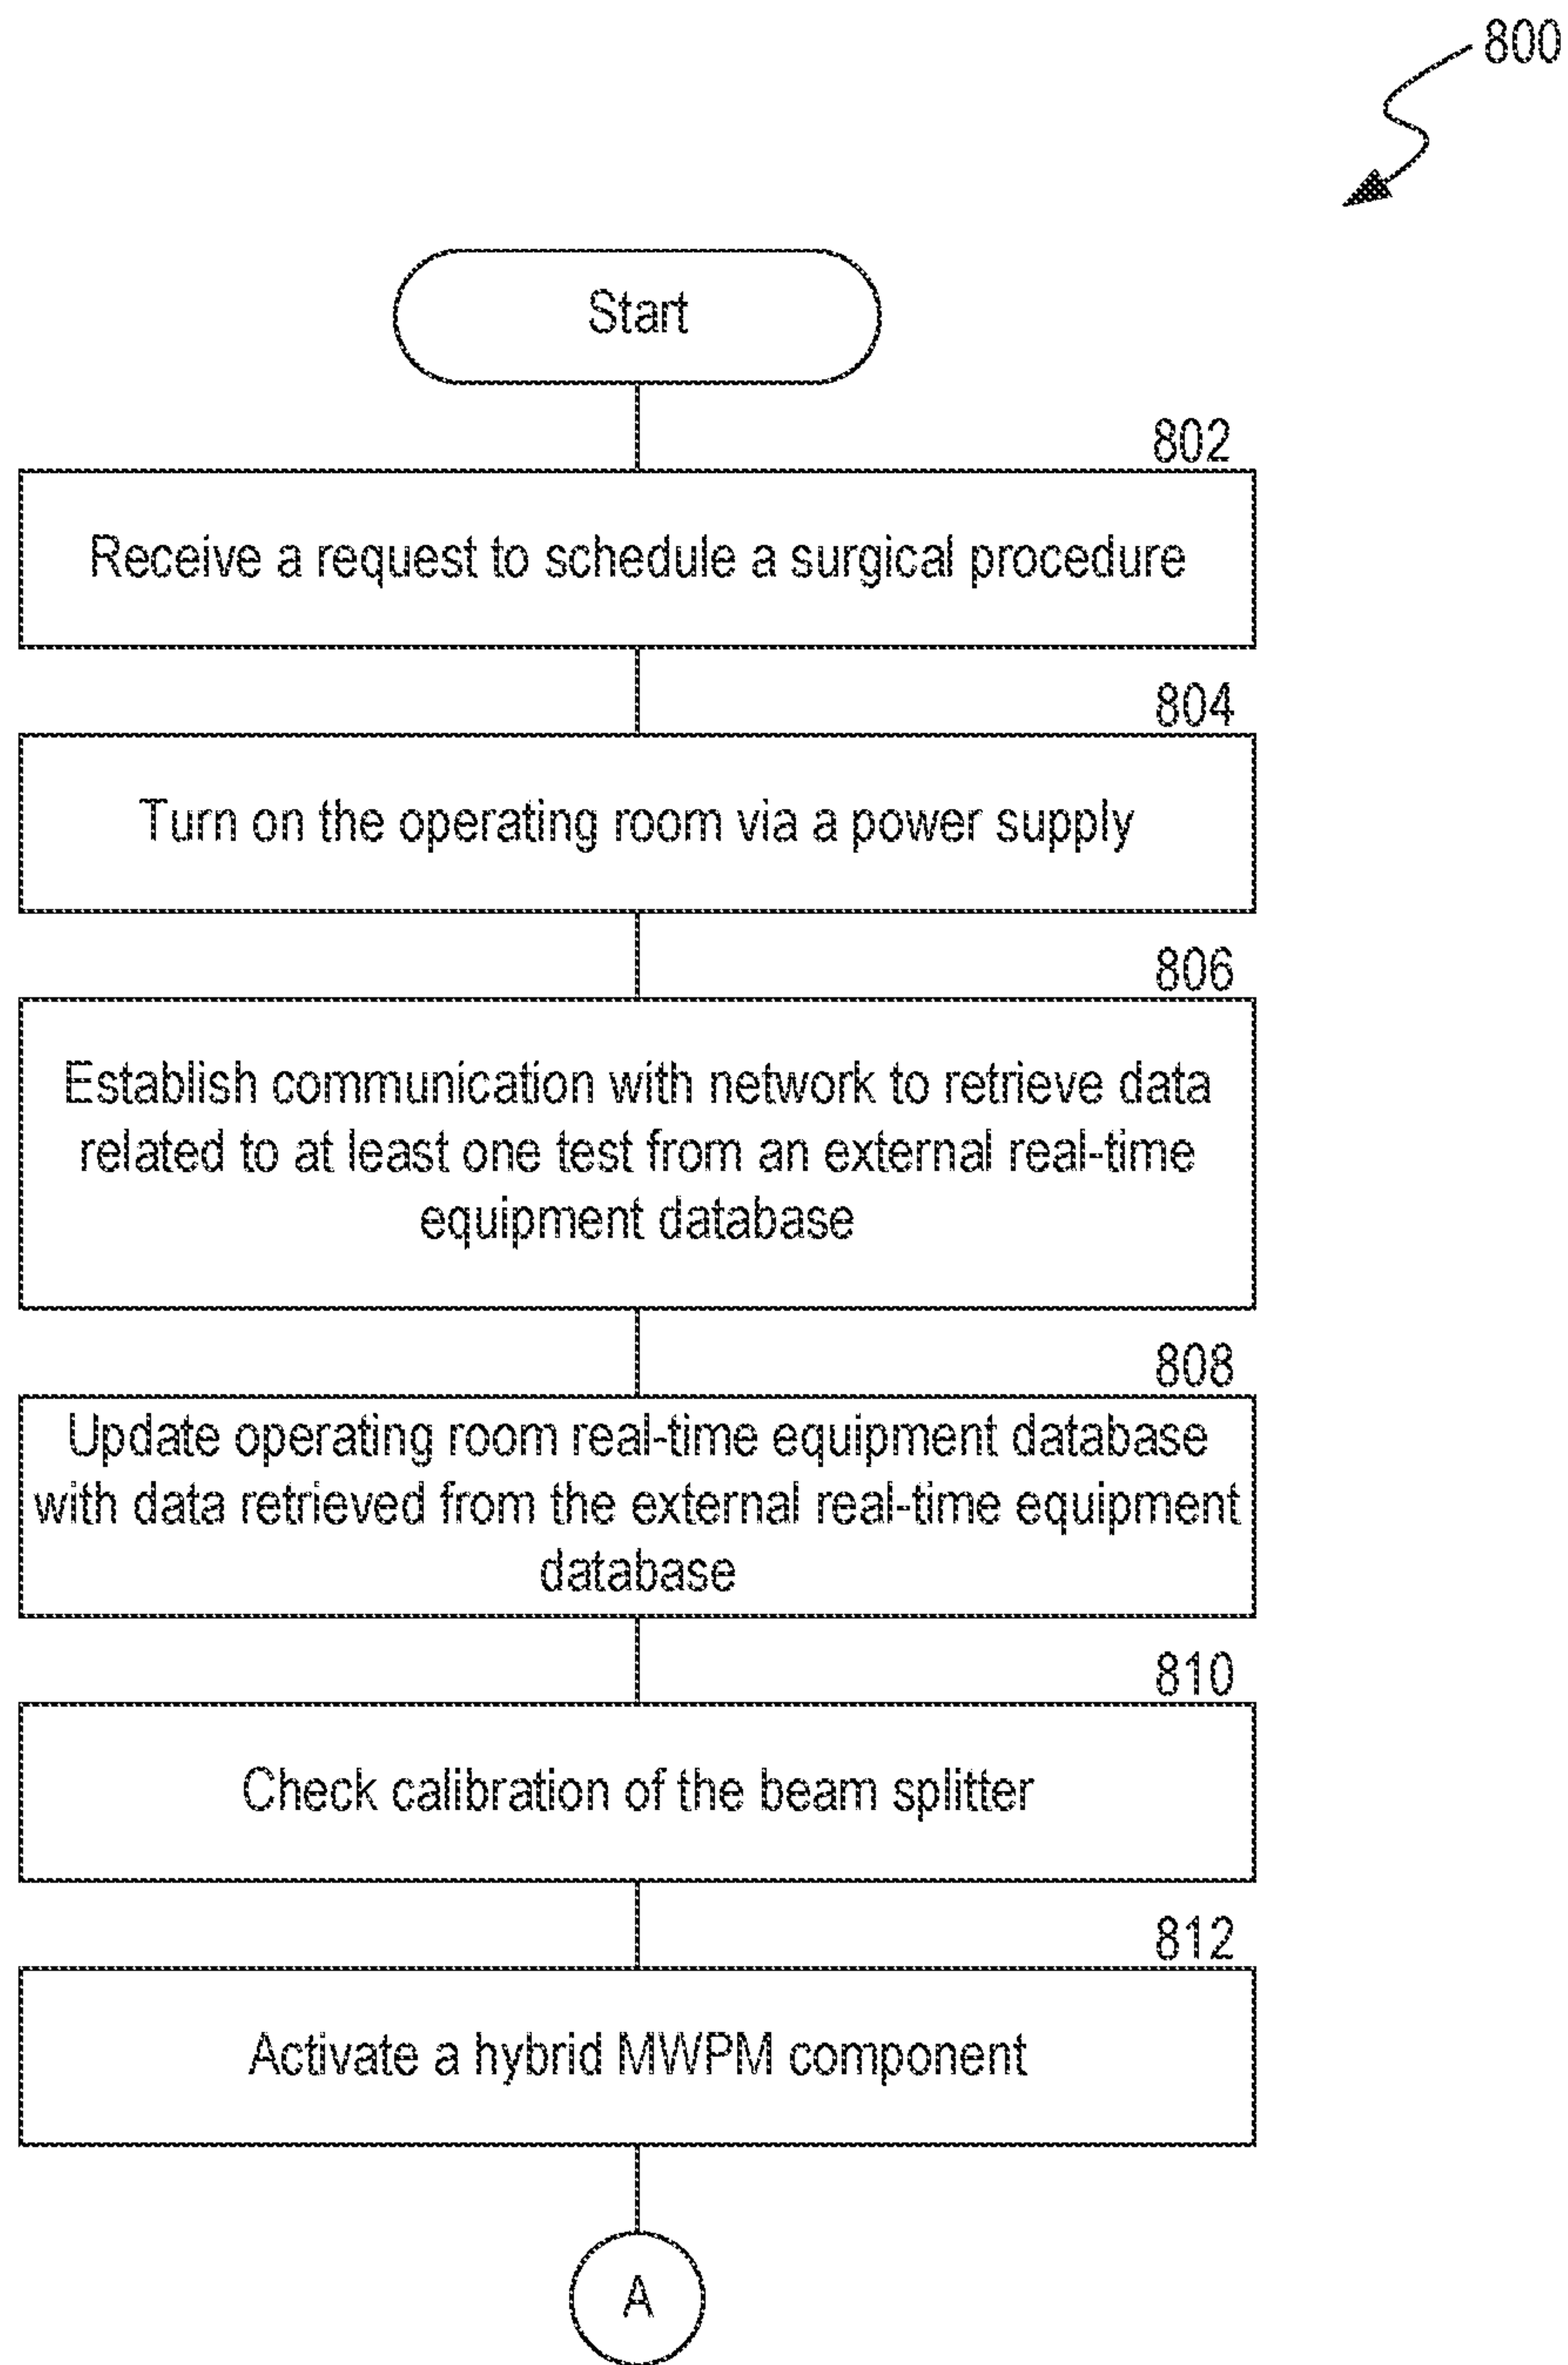 800
Start
802
Receive a request to schedule a surgical procedure
804
Turn on the operating room via a power supply
806
Establish communication with network to retrieve data
related to at least one test from an external real-time
equipment database
808
Update operating room real-time equipment database
with data retrieved from the external real-time equipment
database
810
Check calibration of the beam splitter
812
Activate a hybrid MWPM component
A